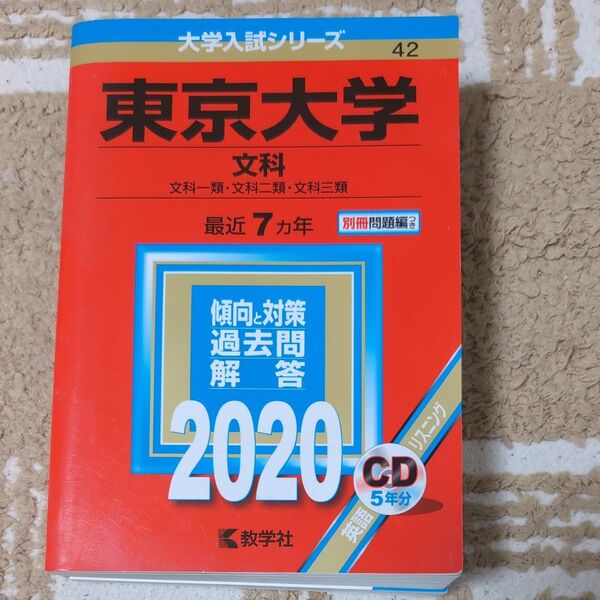 大学入試シリーズ
42
東京大学
文科
文科一類・文科二類・文科三類
最近7ヵ年
別冊問題編つき
傾向と対策
過去問
解答
2020
英語リスニング
CD
5年分
教学社